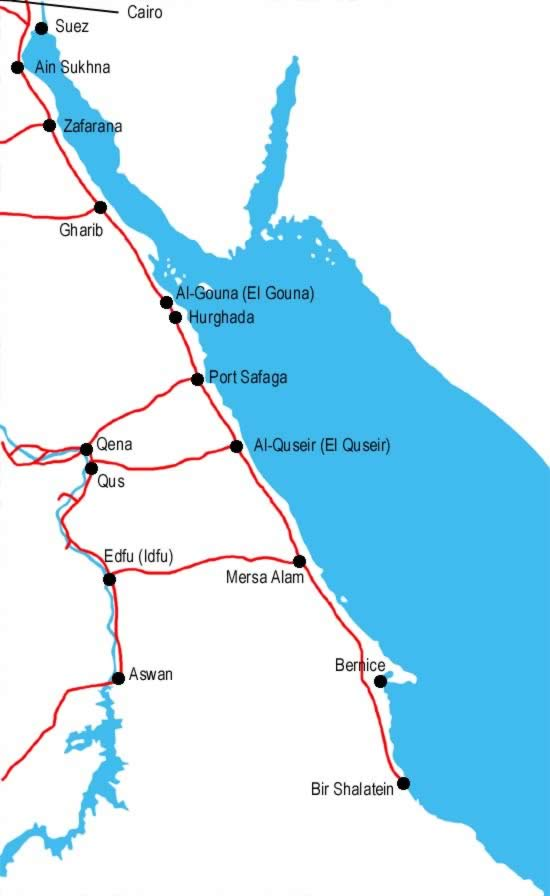 Cairo
Suez
Ain Sukhna
Zafarana
Gharib
Al-Gouna (El Gouna)
Hurghada
Port Safaga
Qena
Al-Quseir (El Quseir)
Qus
Edfu (Idfu)
Mersa Alam
Bernice
Aswan
Bir Shalatein